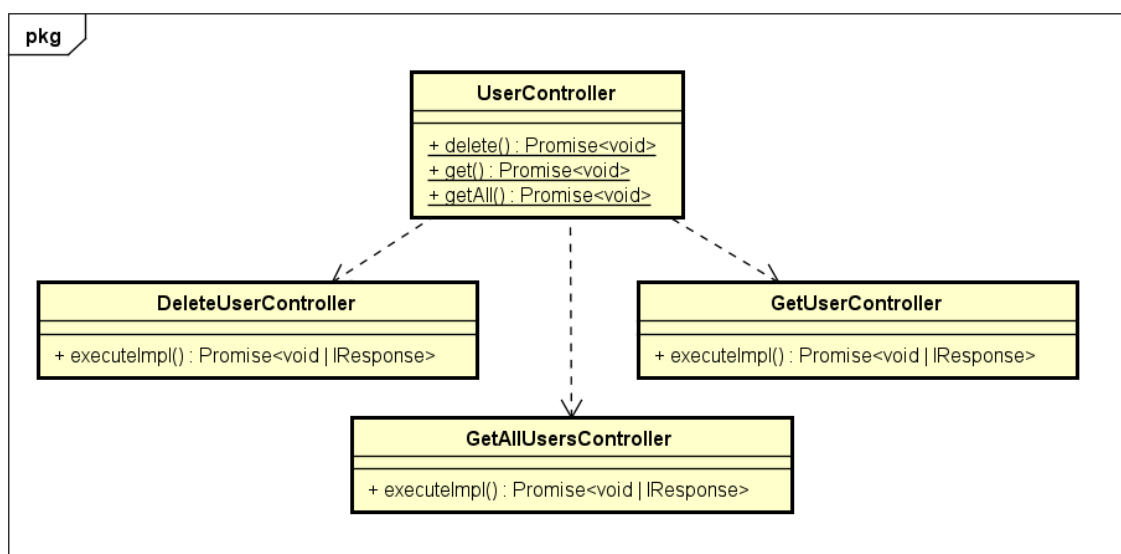 pkg
UserController
+ delete() : Promise<void>
+ get() : Promise<void>
+ getAll() : Promise<void>
DeleteUserController
+ executeImpl() : Promise<void | IResponse>
GetUserController
+ executeImpl() : Promise<void | IResponse>
GetAllUsersController
+ executeImpl() : Promise<void | IResponse>